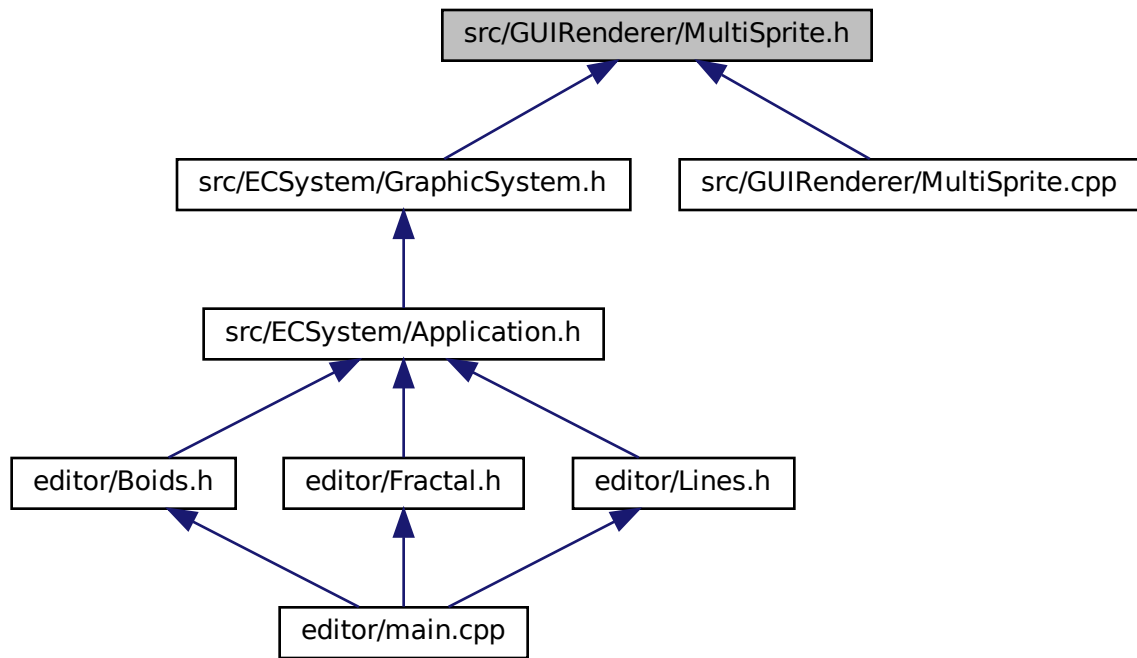 src/GUIRenderer/MultiSprite.h
src/ECSystem/GraphicSystem.h
src/GUIRenderer/MultiSprite.cpp
src/ECSystem/Application.h
editor/Boids.h
editor/Fractal.h
editor/Lines.h
editor/main.cpp